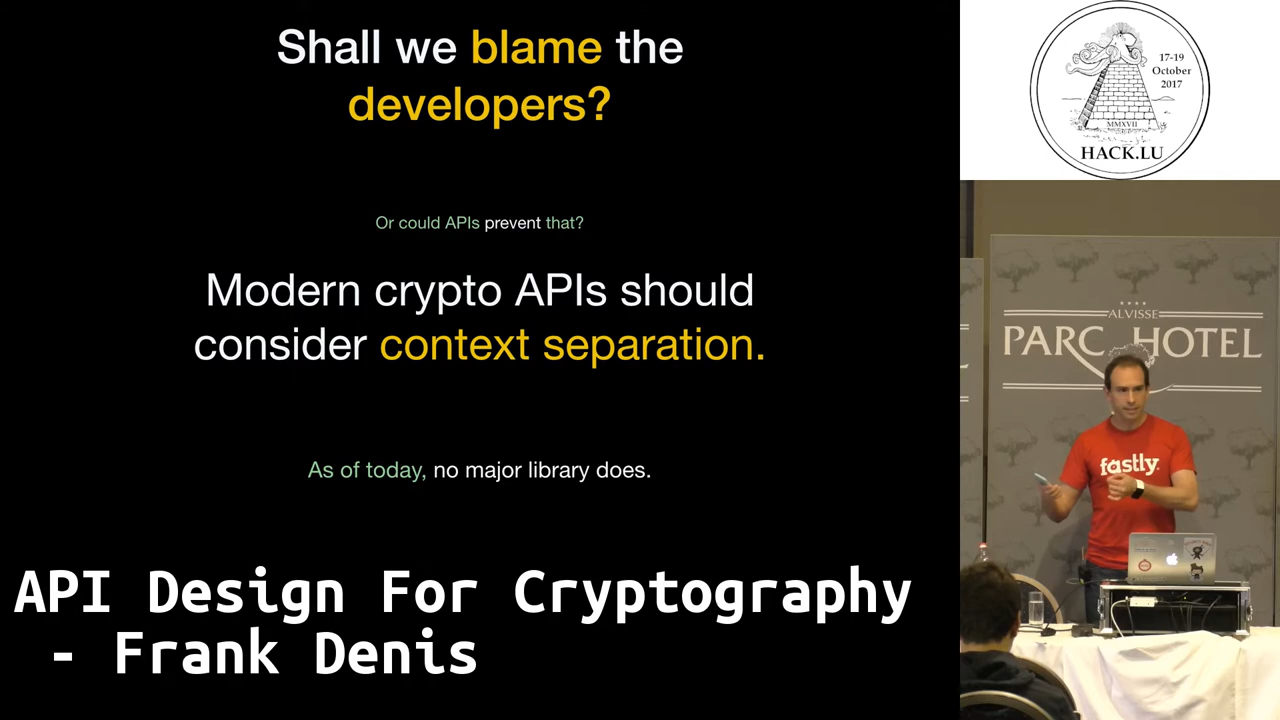 Shall we blame the
developers?
Or could APIs prevent that?
Modern crypto APIs should
consider context separation.
As of today, no major library does.
API Design For Cryptography
- Frank Denis
17-19
October
2017
MMXVII
HACK.LU
ALVISSE
PARC HOTEL
fastly.